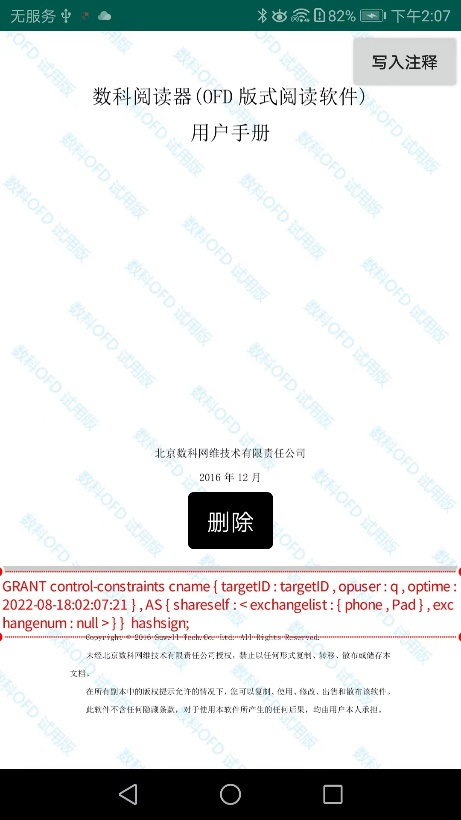 无服务 82% 下午2:07
写入注释
数科阅读器(OFD 版式阅读软件)
用户手册
北京数科网维技术有限责任公司
2016 年 12 月
删除
GRANT control-constraints cname { targetID : targetID , opuser : q , optime :
2022-08-18:02:07:21 } , AS { shareself : < exchangelist : { phone , Pad } , exc
hangenum : null > } } hashsign;
Copyright © 2016 Suwell Tech.Co. Ltd. All Rights Reserved.
未经北京数科网维技术有限责任公司授权，禁止以任何形式复制、转移、散布或储存本
文档。
在所有副本中的版权提示允许的情况下，您可以复制、使用、修改、出售和散布该软件。
此软件不含任何隐藏条款，对于使用本软件所产生的任何后果，均由用户本人承担。
数科OFD 试用版